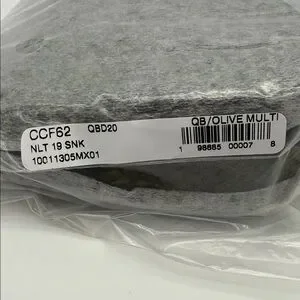 CCF62 QBD20
QB/OLIVE MULTI
NLT 19 SNK
10011305MX01
1 98665 00007 8